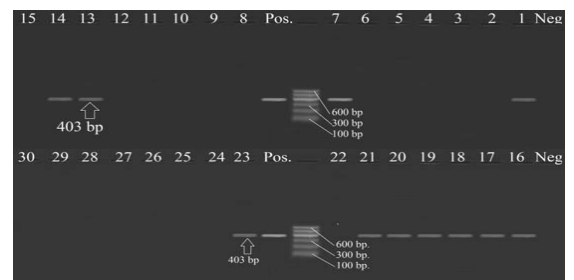 15 14 13 12 11 10 9 8 Pos. 7 6 5 4 3 2 1 Neg
600 bp
300 bp
100 bp
403 bp
30 29 28 27 26 25 24 23 Pos. 22 21 20 19 18 17 16 Neg
600 bp.
300 bp.
100 bp.
403 bp